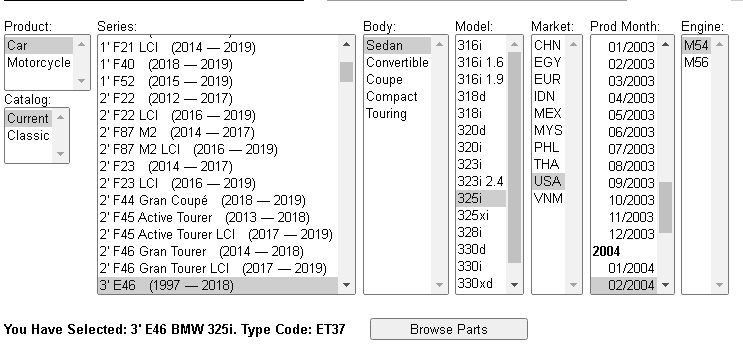 Product:
Car
Motorcycle
Catalog:
Current
Classic
Series:
1' F21 LCI (2014 — 2019)
1' F40 (2018 — 2019)
1' F52 (2015 — 2019)
2' F22 (2012 — 2017)
2' F22 LCI (2016 — 2019)
2' F87 M2 (2014 — 2017)
2' F87 M2 LCI (2016 — 2019)
2' F23 (2014 — 2017)
2' F23 LCI (2016 — 2019)
2' F44 Gran Coupé (2018 — 2019)
2' F45 Active Tourer (2013 — 2018)
2' F45 Active Tourer LCI (2017 — 2019)
2' F46 Gran Tourer (2014 — 2018)
2' F46 Gran Tourer LCI (2017 — 2019)
3' E46 (1997 — 2018)
Body:
Sedan
Convertible
Coupe
Compact
Touring
Model:
316i
316i 1.6
316i 1.9
318d
318i
320d
320i
323i
323i 2.4
325i
325xi
328i
330d
330i
330xd
Market:
CHN
EGY
EUR
IDN
MEX
MYS
PHL
THA
USA
VNM
Prod Month:
01/2003
02/2003
03/2003
04/2003
05/2003
06/2003
07/2003
08/2003
09/2003
10/2003
11/2003
12/2003
2004
01/2004
02/2004
Engine:
M54
M56
You Have Selected: 3' E46 BMW 325i. Type Code: ET37
Browse Parts